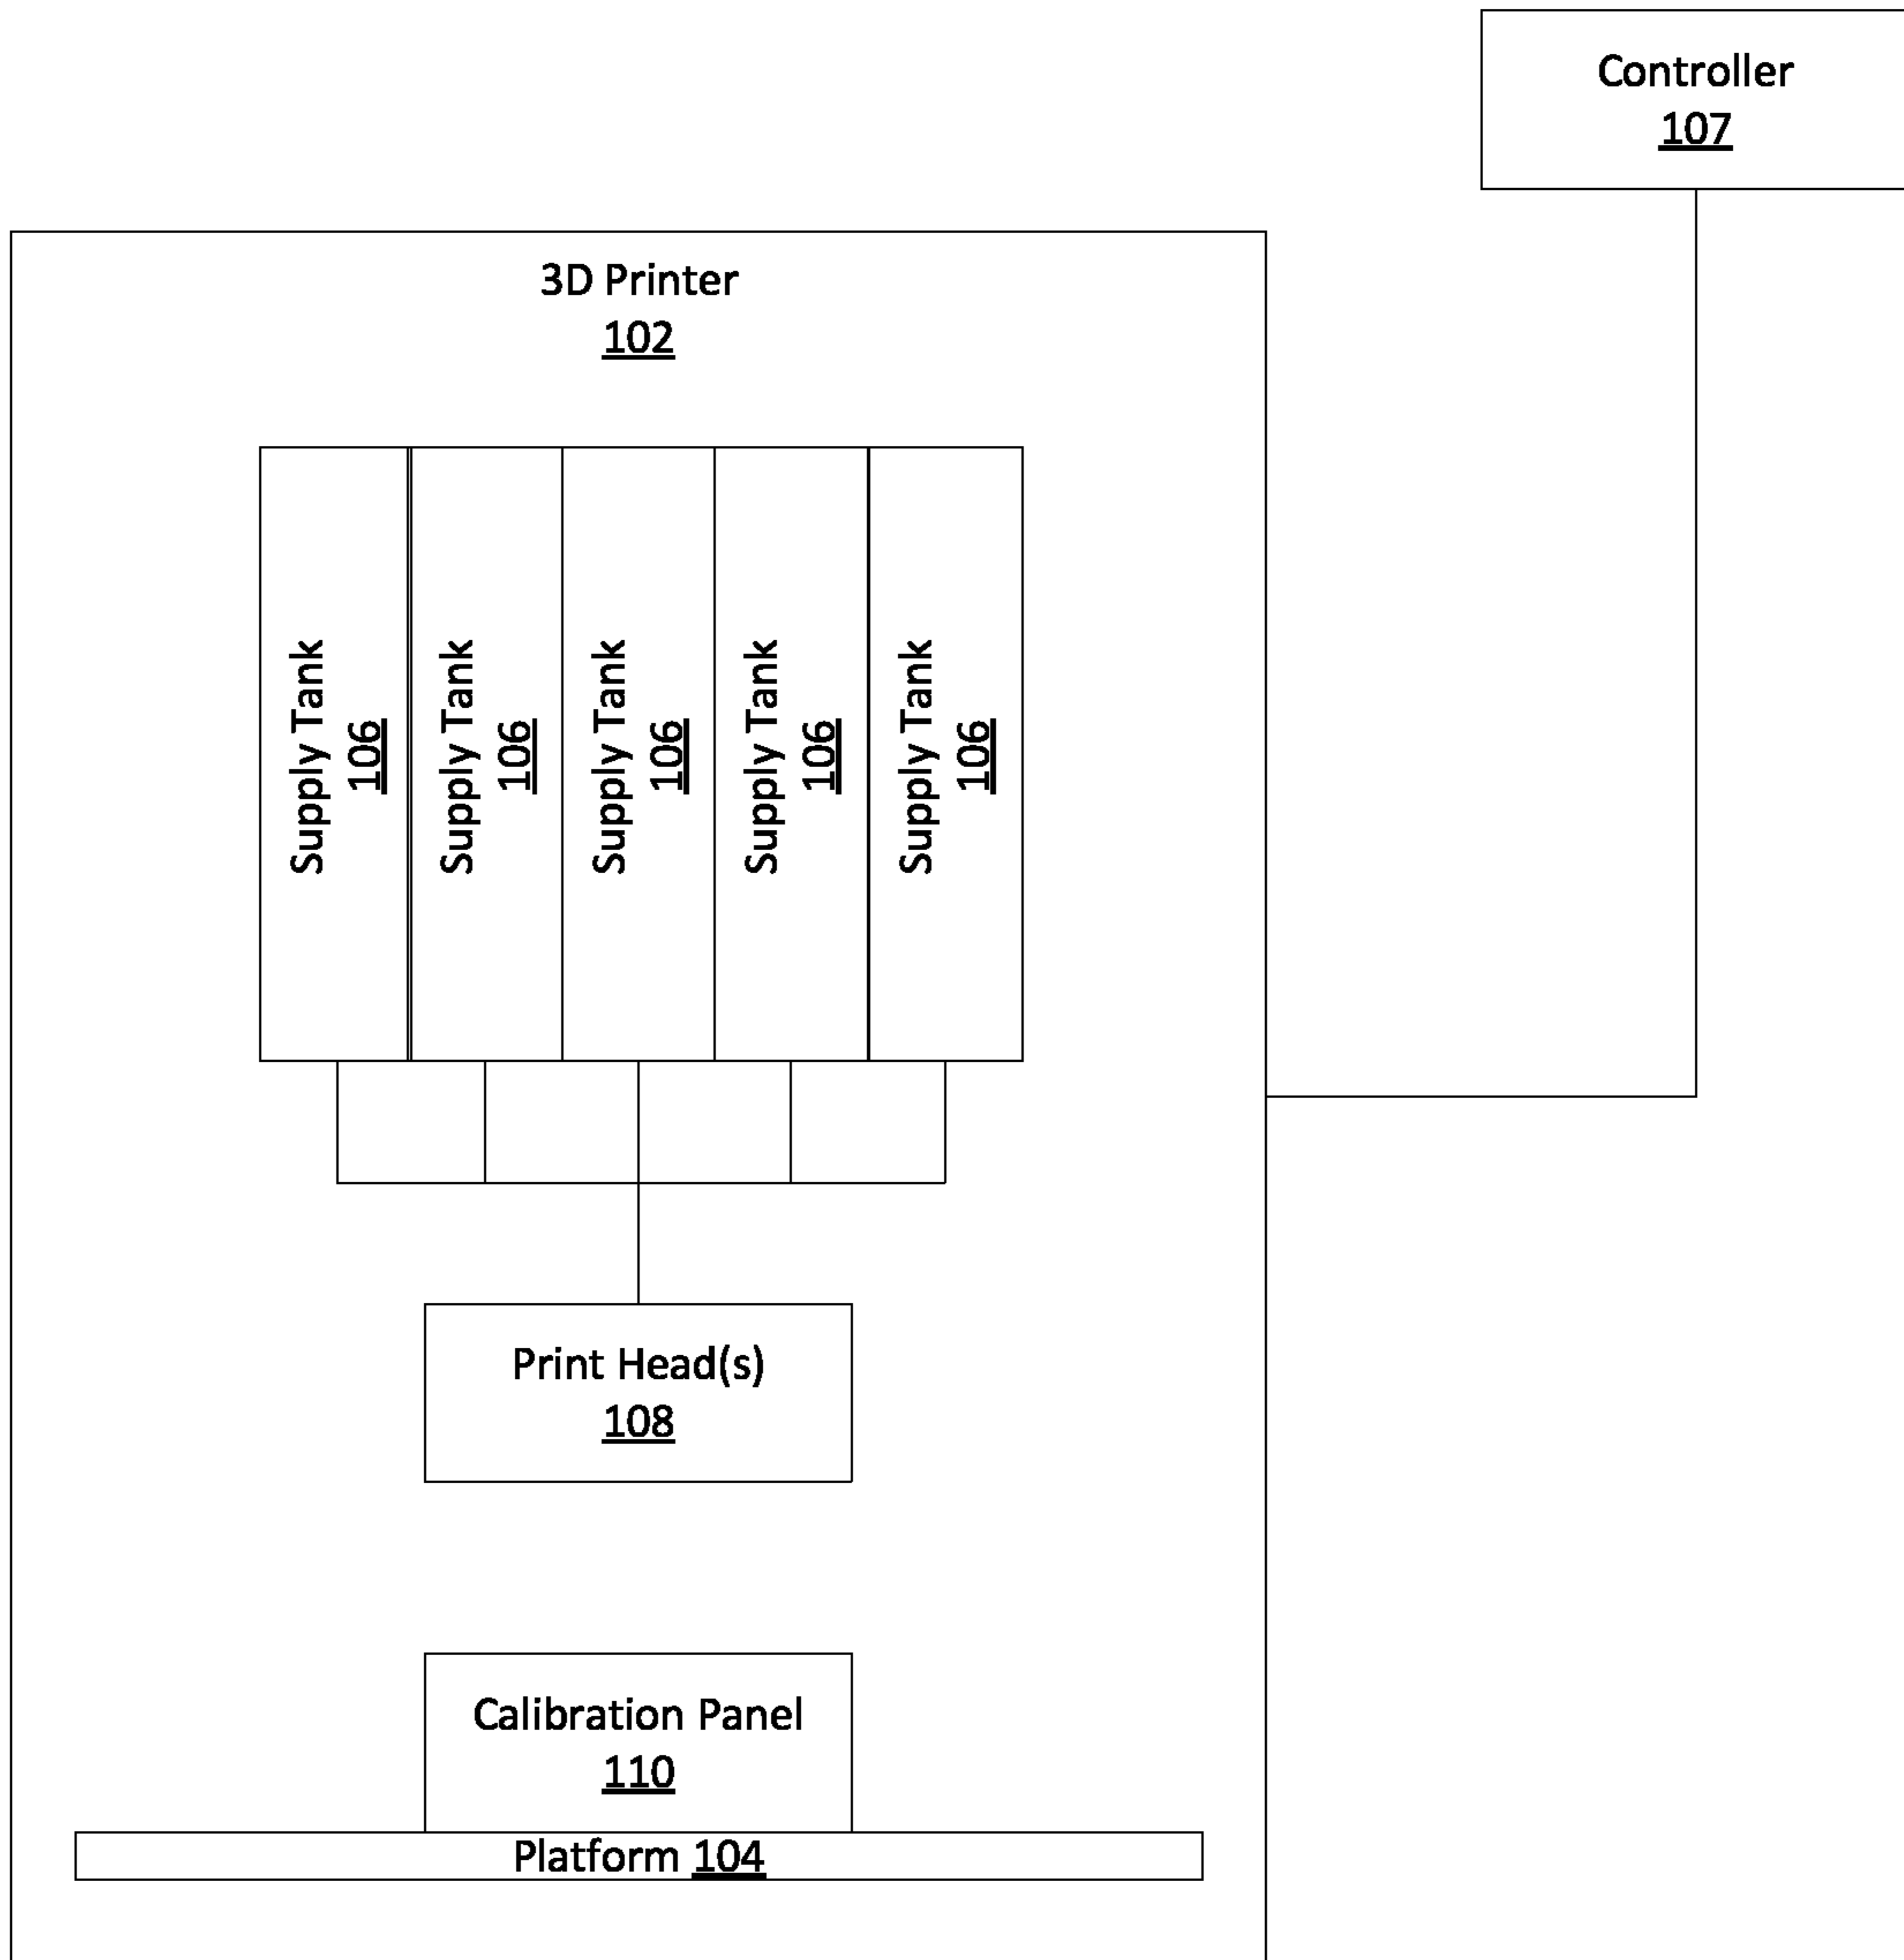 Controller
107
3D Printer
102
Supply Tank
106
Supply Tank
106
Supply Tank
106
Supply Tank
106
Supply Tank
106
Print Head(s)
108
Calibration Panel
110
Platform 104